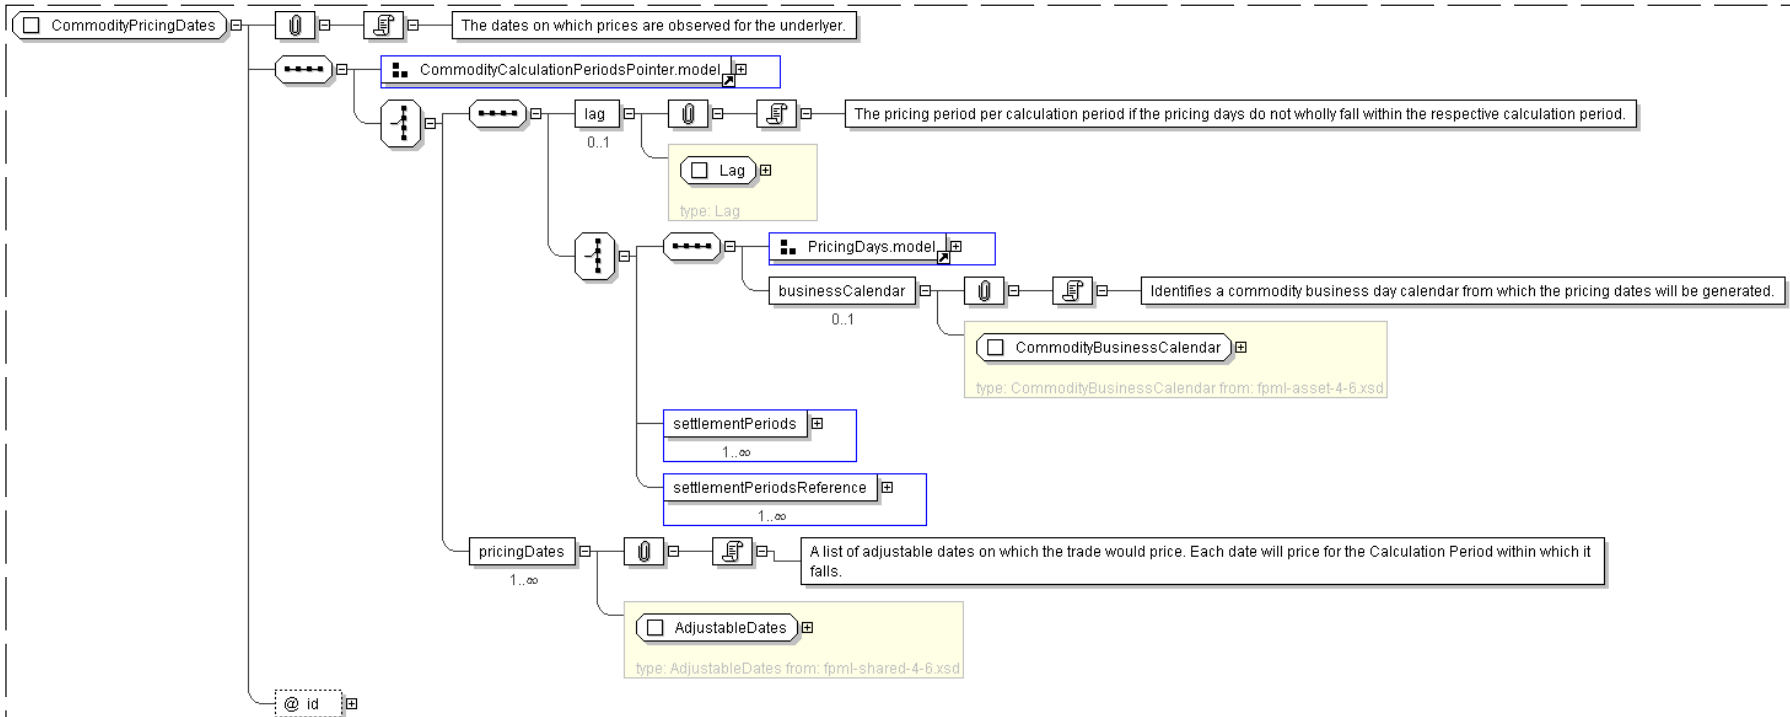 CommodityPricingDates
The dates on which prices are observed for the underlyer.
CommodityCalculationPeriodsPointer.model
lag
The pricing period per calculation period if the pricing days do not wholly fall within the respective calculation period.
0..1
Lag
type: Lag
PricingDays.model
businessCalendar
Identifies a commodity business day calendar from which the pricing dates will be generated.
0..1
CommodityBusinessCalendar
type: CommodityBusinessCalendar from: fpml-asset-4-6.xsd
settlementPeriods
1..∞
settlementPeriodsReference
1..∞
pricingDates
A list of adjustable dates on which the trade would price. Each date will price for the Calculation Period within which it
falls.
1..∞
AdjustableDates
type: AdjustableDates from: fpml-shared-4-6.xsd
@ id